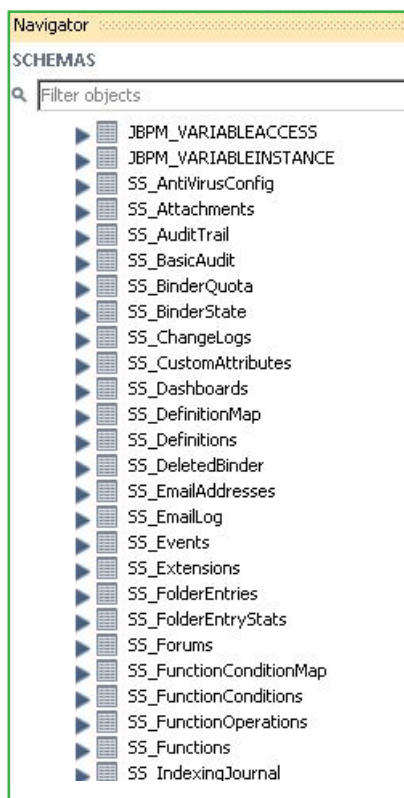 Navigator
SCHEMAS
Filter objects
JBPM_VARIABLEACCESS
JBPM_VARIABLEINSTANCE
SS_AntiVirusConfig
SS_Attachments
SS_AuditTrail
SS_BasicAudit
SS_BinderQuota
SS_BinderState
SS_ChangeLogs
SS_CustomAttributes
SS_Dashboards
SS_DefinitionMap
SS_Definitions
SS_DeletedBinder
SS_EmailAddresses
SS_EmailLog
SS_Events
SS_Extensions
SS_FolderEntries
SS_FolderEntryStats
SS_Forums
SS_FunctionConditionMap
SS_FunctionConditions
SS_FunctionOperations
SS_Functions
SS_IndexingJournal